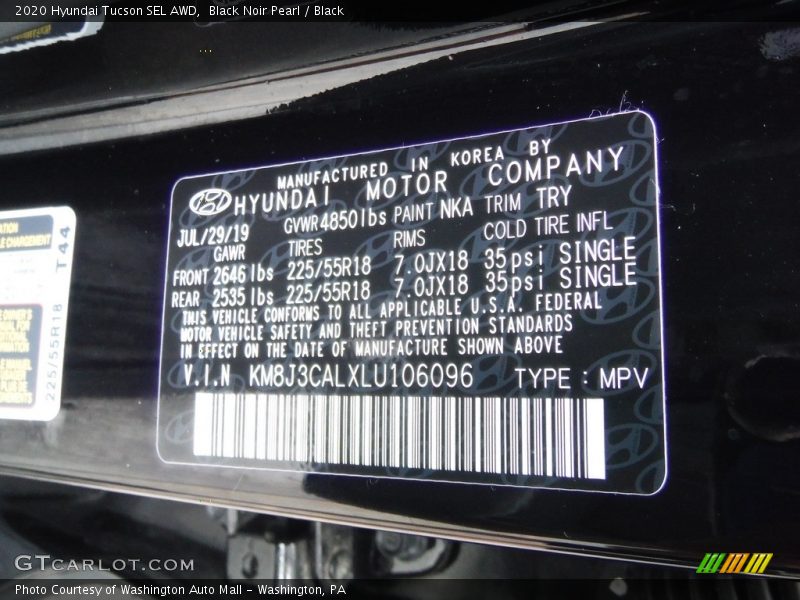 2020 Hyundai Tucson SEL AWD,  Black Noir Pearl / Black
MANUFACTURED IN KOREA BY
HYUNDAI MOTOR COMPANY
JUL/29/19 GVWR 4850lbs PAINT NKA TRIM TRY
GAWR TIRES RIMS COLD TIRE INFL
FRONT 2646 lbs 225/55R18 7.0JX18 35psi SINGLE
REAR 2535 lbs 225/55R18 7.0JX18 35psi SINGLE
THIS VEHICLE CONFORMS TO ALL APPLICABLE U.S.A. FEDERAL
MOTOR VEHICLE SAFETY AND THEFT PREVENTION STANDARDS
IN EFFECT ON THE DATE OF MANUFACTURE SHOWN ABOVE
V.I.N KM8J3CALXLU106096 TYPE : MPV
225/55R18 T44
GTCARLOT.COM
Photo Courtesy of Washington Auto Mall - Washington, PA